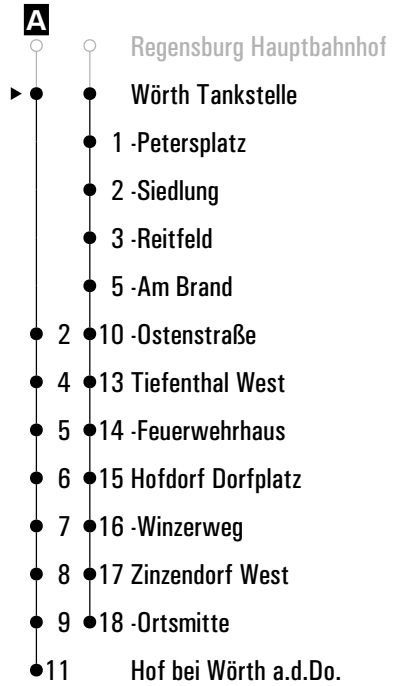 A
Regensburg Hauptbahnhof
Wörth Tankstelle
1 -Petersplatz
2 -Siedlung
3 -Reitfeld
5 -Am Brand
2 10 -Ostenstraße
4 13 Tiefenthal West
5 14 -Feuerwehrhaus
6 15 Hofdorf Dorfplatz
7 16 -Winzerweg
8 17 Zinzendorf West
9 18 -Ortsmitte
11 Hof bei Wörth a.d.Do.